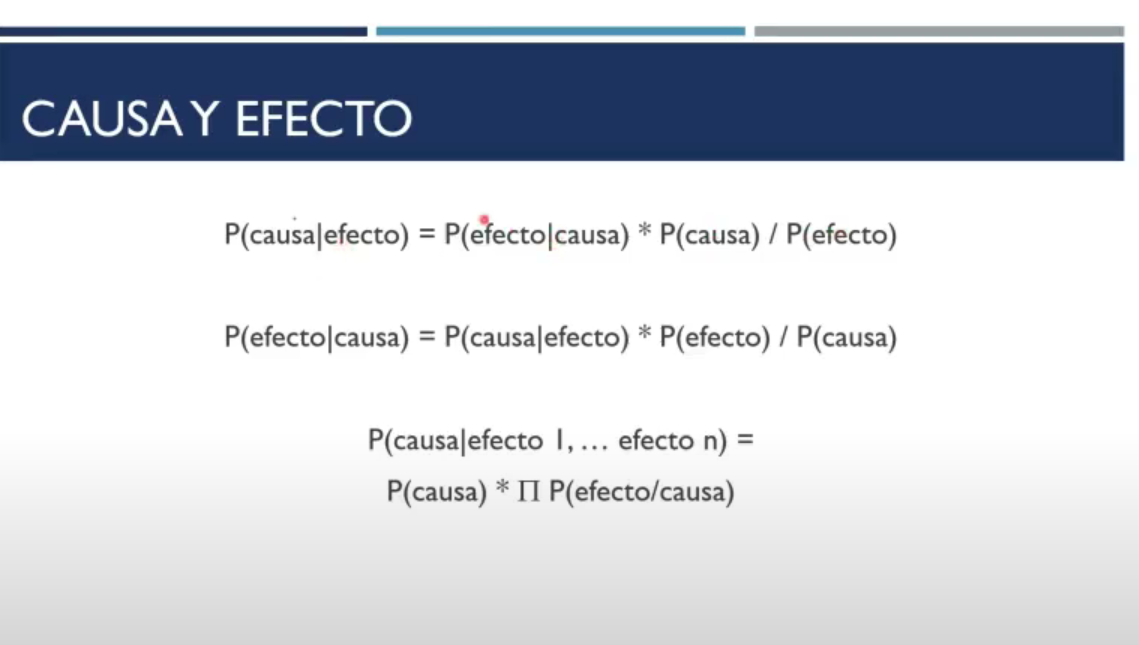 CAUSA Y EFECTO
P(causa|efecto) = P(efecto|causa) * P(causa) / P(efecto)
P(efecto|causa) = P(causa|efecto) * P(efecto) / P(causa)
P(causa|efecto 1, … efecto n) =
P(causa) * Π P(efecto/causa)